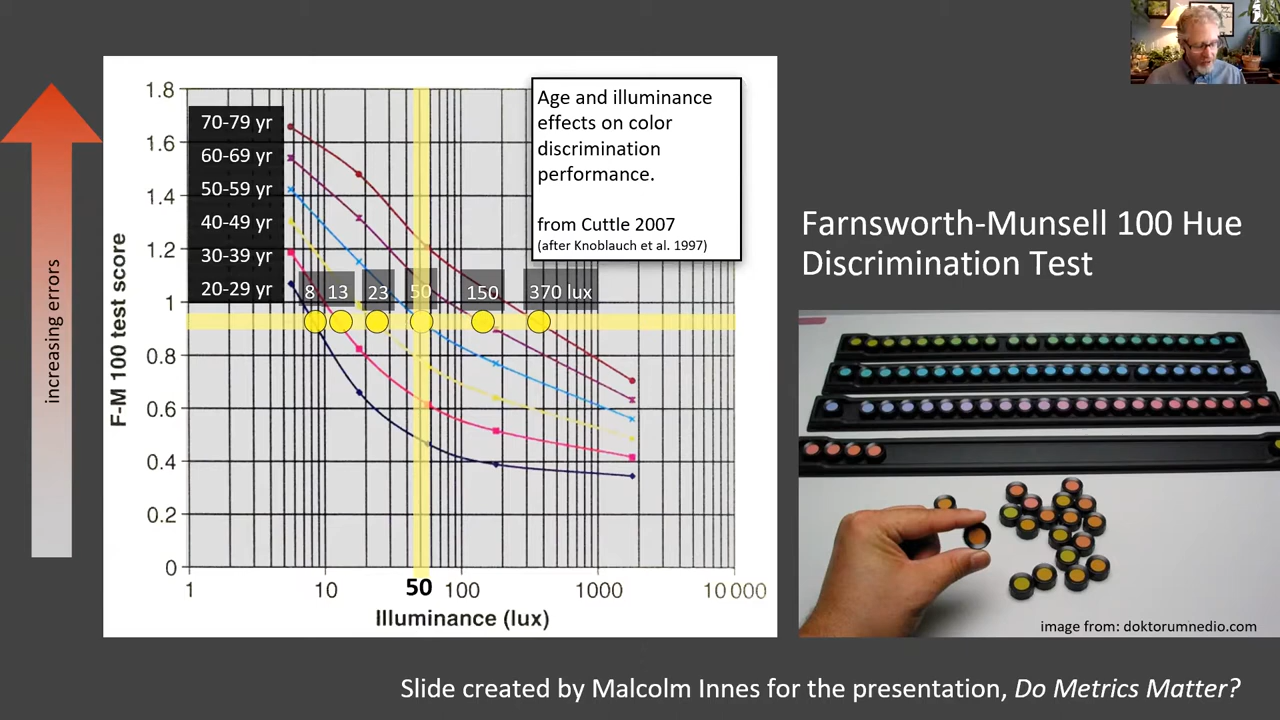 1.8
1.6
1.4
1.2
1
0.8
0.6
0.4
0.2
0
F-M 100 test score
increasing errors
70-79 yr
60-69 yr
50-59 yr
40-49 yr
30-39 yr
20-29 yr
8 13 23 50 150 370 lux
Age and illuminance
effects on color
discrimination
performance.
from Cuttle 2007
(after Knoblauch et al. 1997)
1 10 50 100 1000 10 000
Illuminance (lux)
Farnsworth-Munsell 100 Hue
Discrimination Test
image from: doktorumnedio.com
Slide created by Malcolm Innes for the presentation, Do Metrics Matter?